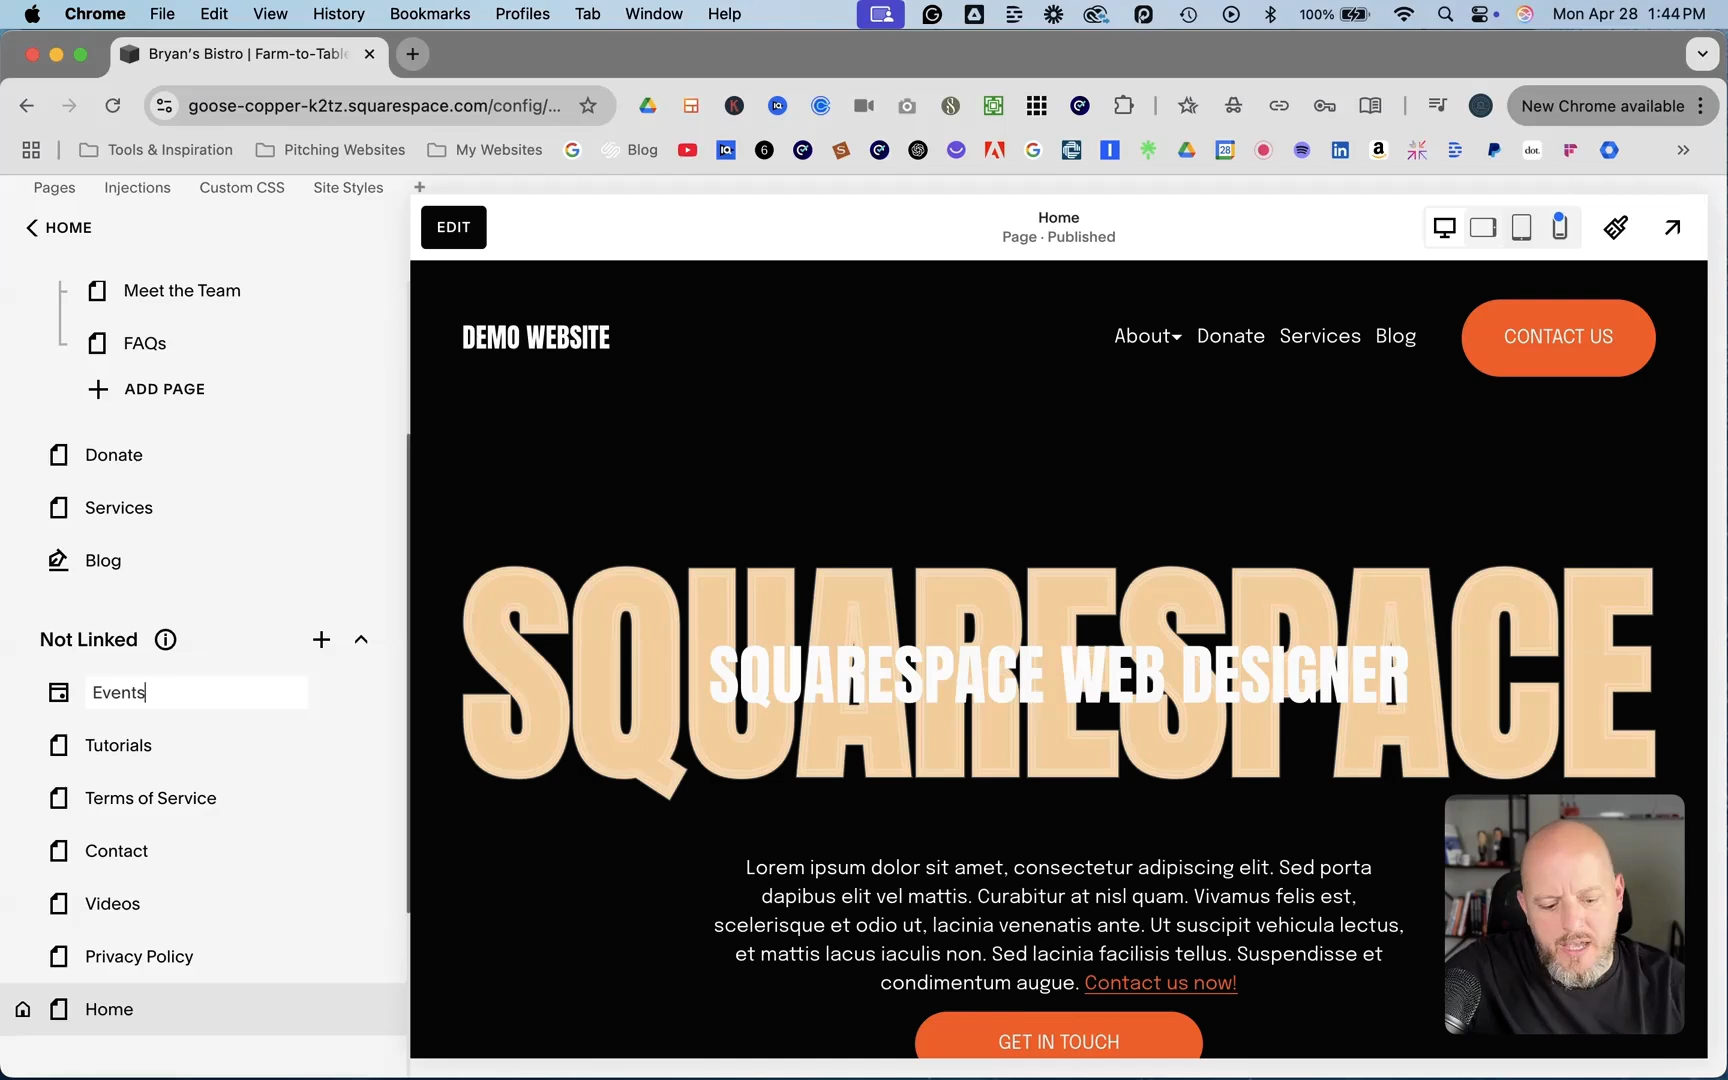 Chrome File Edit View History Bookmarks Profiles Tab Window Help 100% Mon Apr 28 1:44 PM
Bryan's Bistro | Farm-to-Table
goose-copper-k2tz.squarespace.com/config/... New Chrome available
Tools & Inspiration Pitching Websites My Websites Blog
Pages Injections Custom CSS Site Styles
HOME
EDIT
Home
Page · Published
Meet the Team
FAQs
ADD PAGE
Donate
Services
Blog
Not Linked
Events
Tutorials
Terms of Service
Contact
Videos
Privacy Policy
Home
DEMO WEBSITE
About Donate Services Blog
CONTACT US
SQUARESPACE
SQUARESPACE WEB DESIGNER
Lorem ipsum dolor sit amet, consectetur adipiscing elit. Sed porta
dapibus elit vel mattis. Curabitur at nisl quam. Vivamus felis est,
scelerisque et odio ut, lacinia venenatis ante. Ut suscipit vehicula lectus,
et mattis lacus iaculis non. Sed lacinia facilisis tellus. Suspendisse et
condimentum augue. Contact us now!
GET IN TOUCH